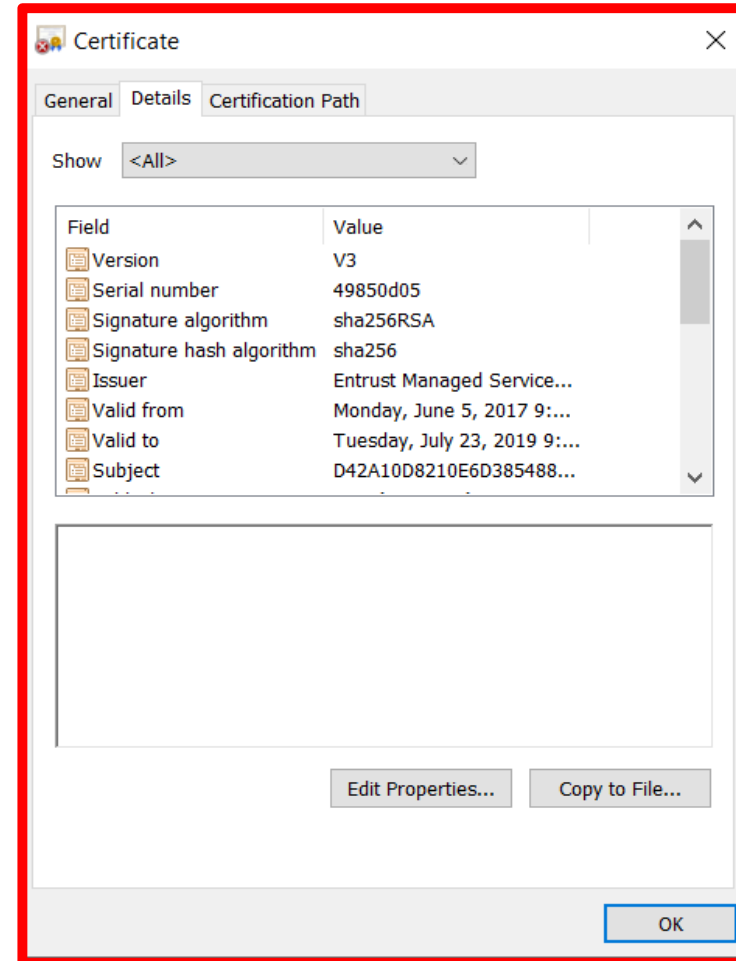 Certificate
General Details Certification Path
Show <All>
Field Value
Version V3
Serial number 49850d05
Signature algorithm sha256RSA
Signature hash algorithm sha256
Issuer Entrust Managed Service...
Valid from Monday, June 5, 2017 9:...
Valid to Tuesday, July 23, 2019 9:...
Subject D42A10D8210E6D385488...
Edit Properties... Copy to File...
OK